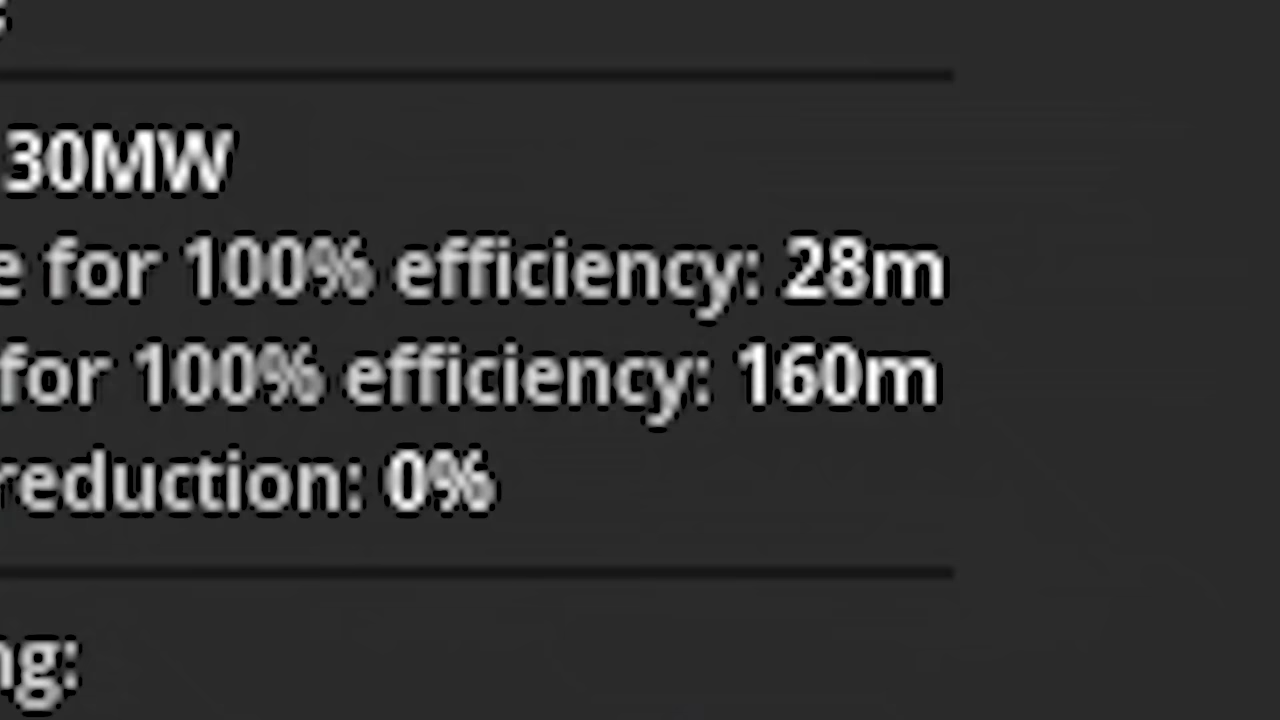 30MW
e for 100% efficiency: 28m
for 100% efficiency: 160m
reduction: 0%
ng: